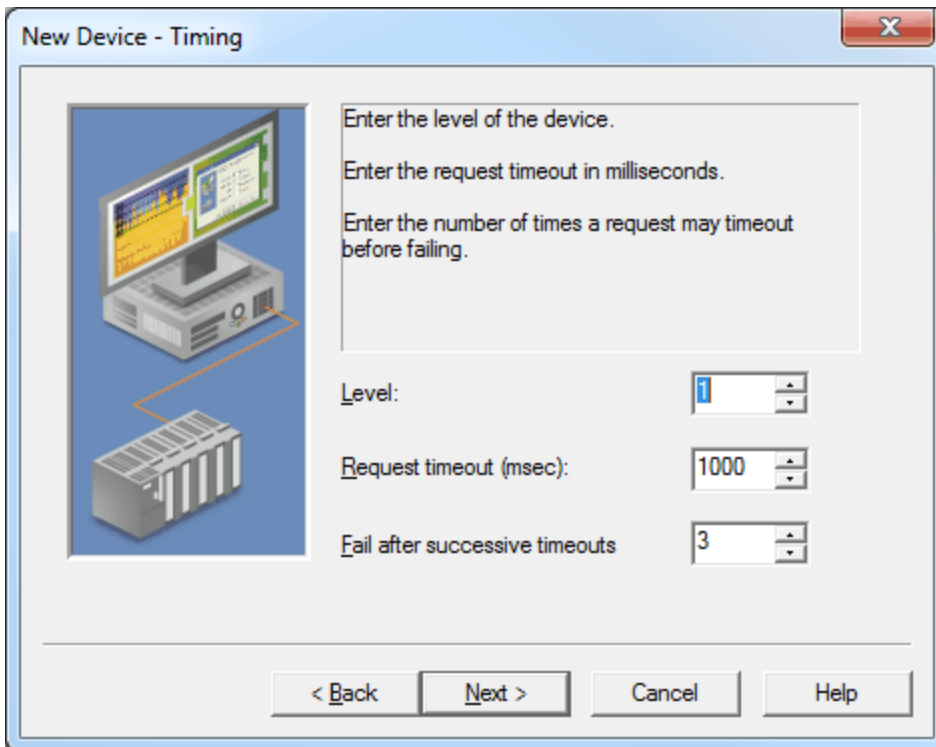 New Device - Timing
Enter the level of the device.
Enter the request timeout in milliseconds.
Enter the number of times a request may timeout
before failing.
Level:
1
Request timeout (msec):
1000
Fail after successive timeouts
3
< Back
Next >
Cancel
Help